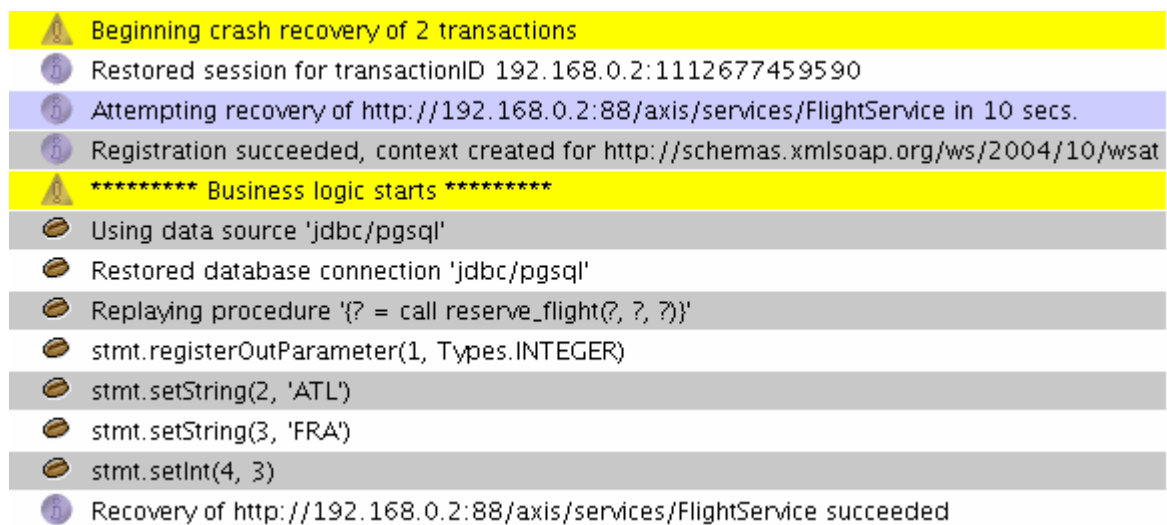 Beginning crash recovery of 2 transactions
Restored session for transactionID 192.168.0.2:1112677459590
Attempting recovery of http://192.168.0.2:88/axis/services/FlightService in 10 secs.
Registration succeeded, context created for http://schemas.xmlsoap.org/ws/2004/10/wsat
********* Business logic starts *********
Using data source 'jdbc/pgsql'
Restored database connection 'jdbc/pgsql'
Replaying procedure '{? = call reserve_flight(?, ?, ?)}'
stmt.registerOutParameter(1, Types.INTEGER)
stmt.setString(2, 'ATL')
stmt.setString(3, 'FRA')
stmt.setInt(4, 3)
Recovery of http://192.168.0.2:88/axis/services/FlightService succeeded